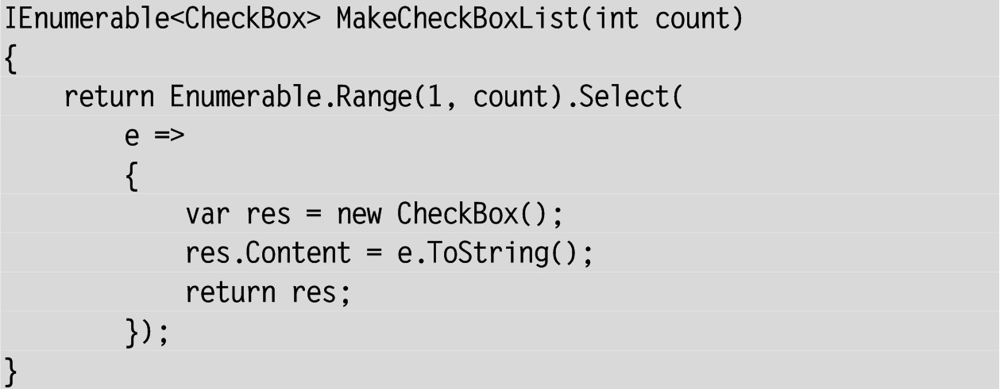 IEnumerable<CheckBox> MakeCheckBoxList(int count)
{
    return Enumerable.Range(1, count).Select(
        e =>
        {
            var res = new CheckBox();
            res.Content = e.ToString();
            return res;
        });
}